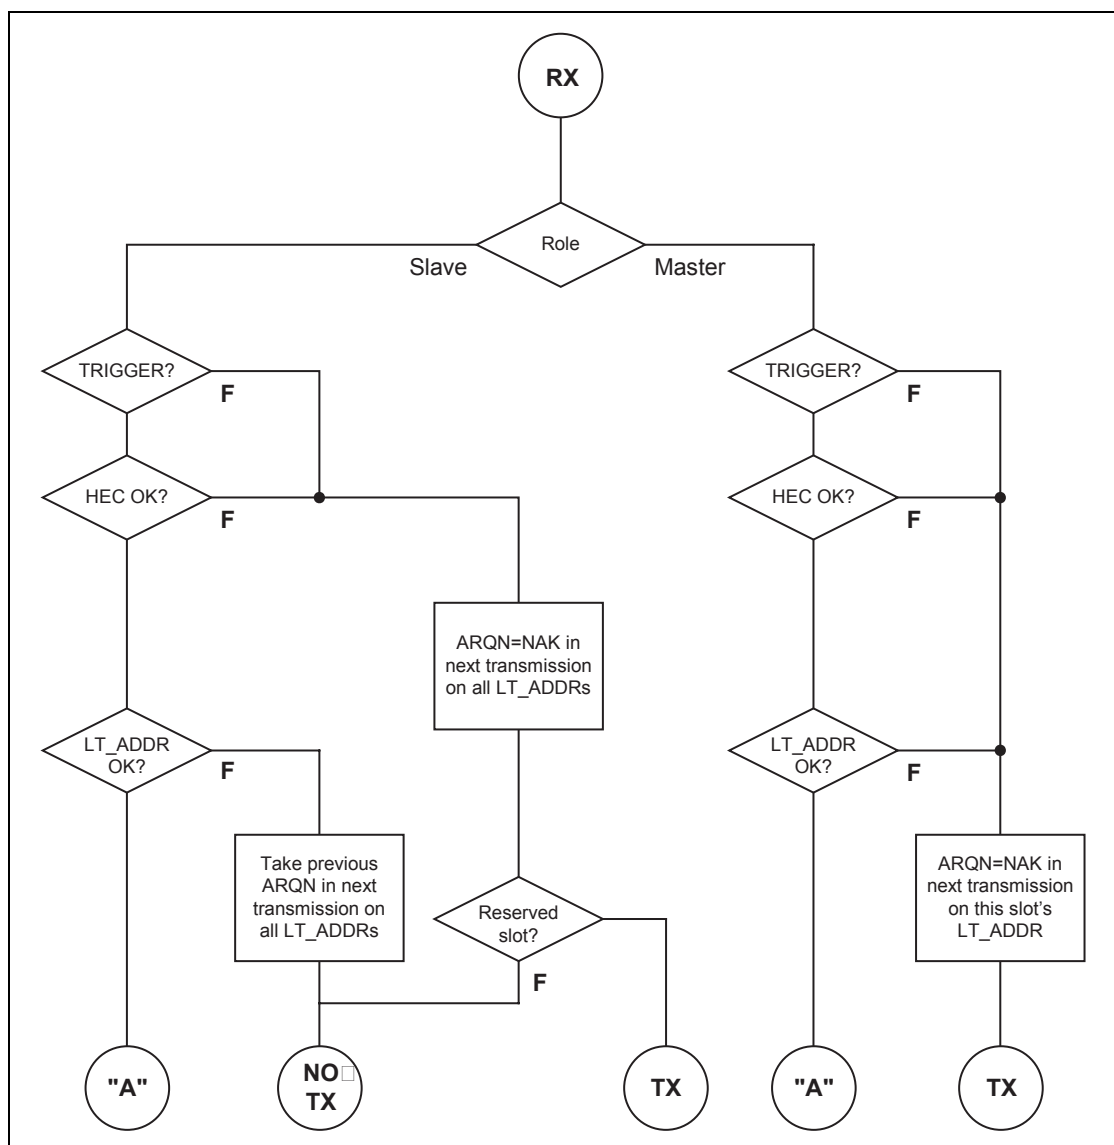 RX
Role
Slave
Master
TRIGGER?
F
TRIGGER?
F
HEC OK?
F
HEC OK?
F
ARQN=NAK in
next transmission
on all LT_ADDRs
LT_ADDR
OK?
F
LT_ADDR
OK?
F
Take previous
ARQN in next
transmission on
all LT_ADDRs
Reserved
slot?
F
ARQN=NAK in
next transmission
on this slot’s
LT_ADDR
"A"
NO
TX
TX
"A"
TX